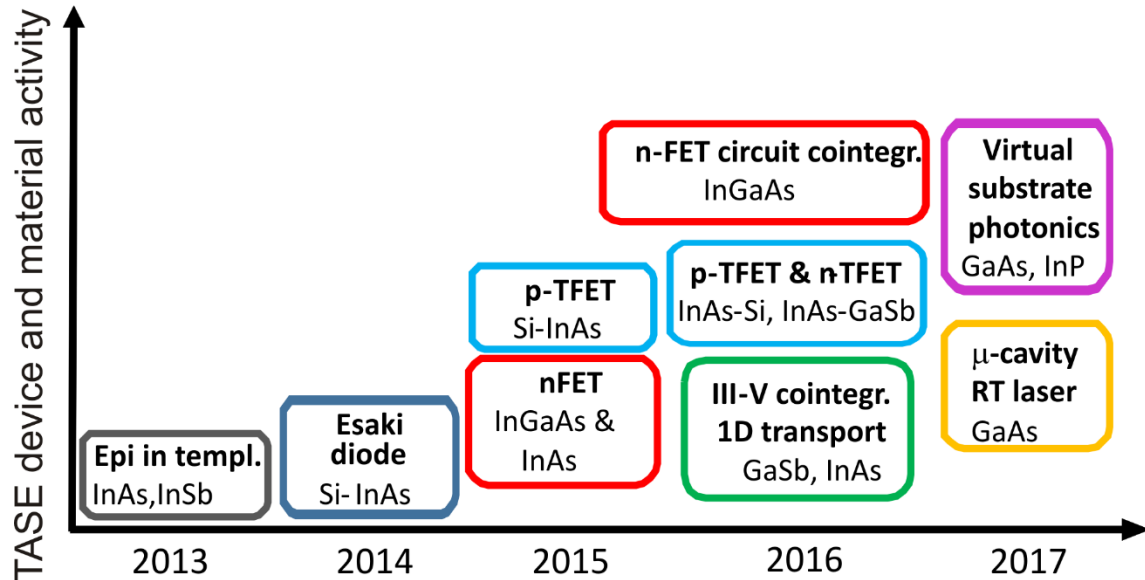 TASE device and material activity
n-FET circuit cointegr.
InGaAs
Virtual
substrate
photonics
GaAs, InP
p-TFET
Si-InAs
p-TFET & n-TFET
InAs-Si, InAs-GaSb
Epi in templ.
InAs,InSb
Esaki
diode
Si- InAs
nFET
InGaAs &
InAs
III-V cointegr.
1D transport
GaSb, InAs
μ-cavity
RT laser
GaAs
2013
2014
2015
2016
2017